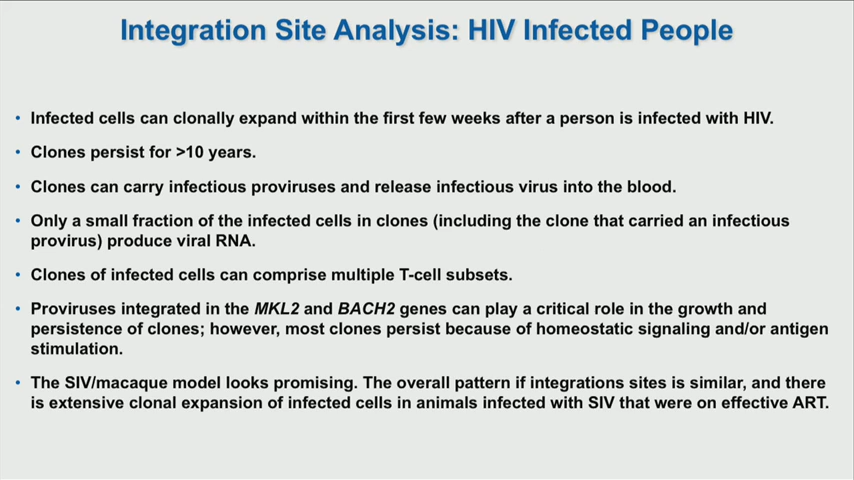 Integration Site Analysis: HIV Infected People
• Infected cells can clonally expand within the first few weeks after a person is infected with HIV.
• Clones persist for >10 years.
• Clones can carry infectious proviruses and release infectious virus into the blood.
• Only a small fraction of the infected cells in clones (including the clone that carried an infectious
provirus) produce viral RNA.
• Clones of infected cells can comprise multiple T-cell subsets.
• Proviruses integrated in the MKL2 and BACH2 genes can play a critical role in the growth and
persistence of clones; however, most clones persist because of homeostatic signaling and/or antigen
stimulation.
• The SIV/macaque model looks promising. The overall pattern if integrations sites is similar, and there
is extensive clonal expansion of infected cells in animals infected with SIV that were on effective ART.